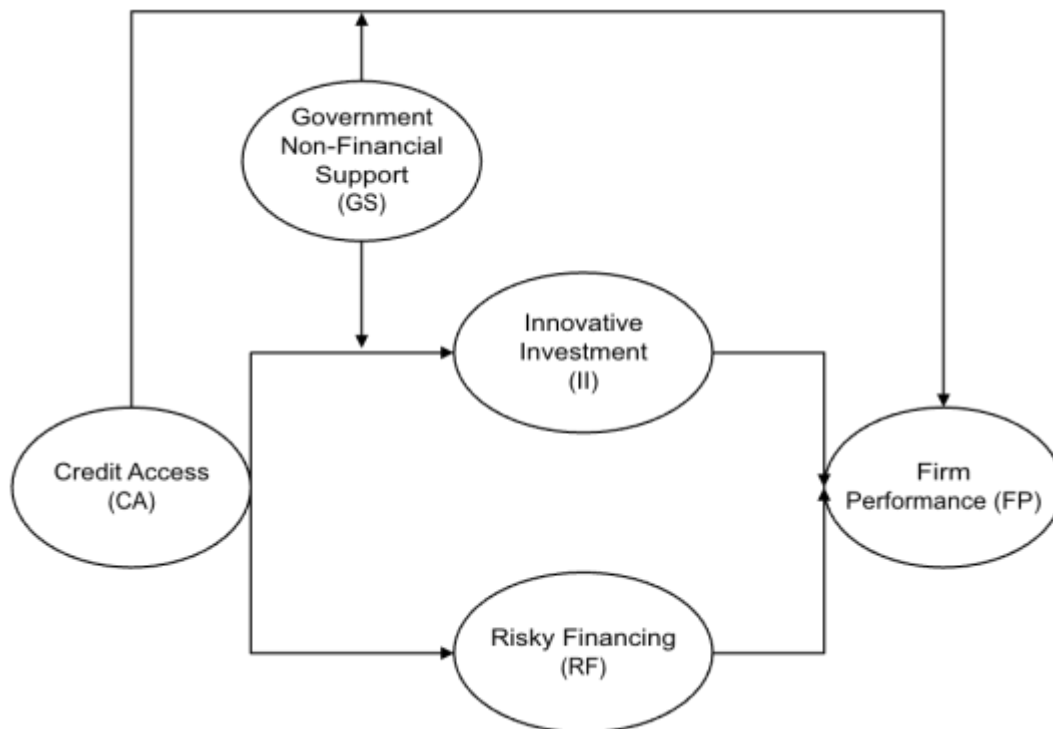 Government
Non-Financial
Support
(GS)
Innovative
Investment
(II)
Credit Access
(CA)
Firm
Performance (FP)
Risky Financing
(RF)